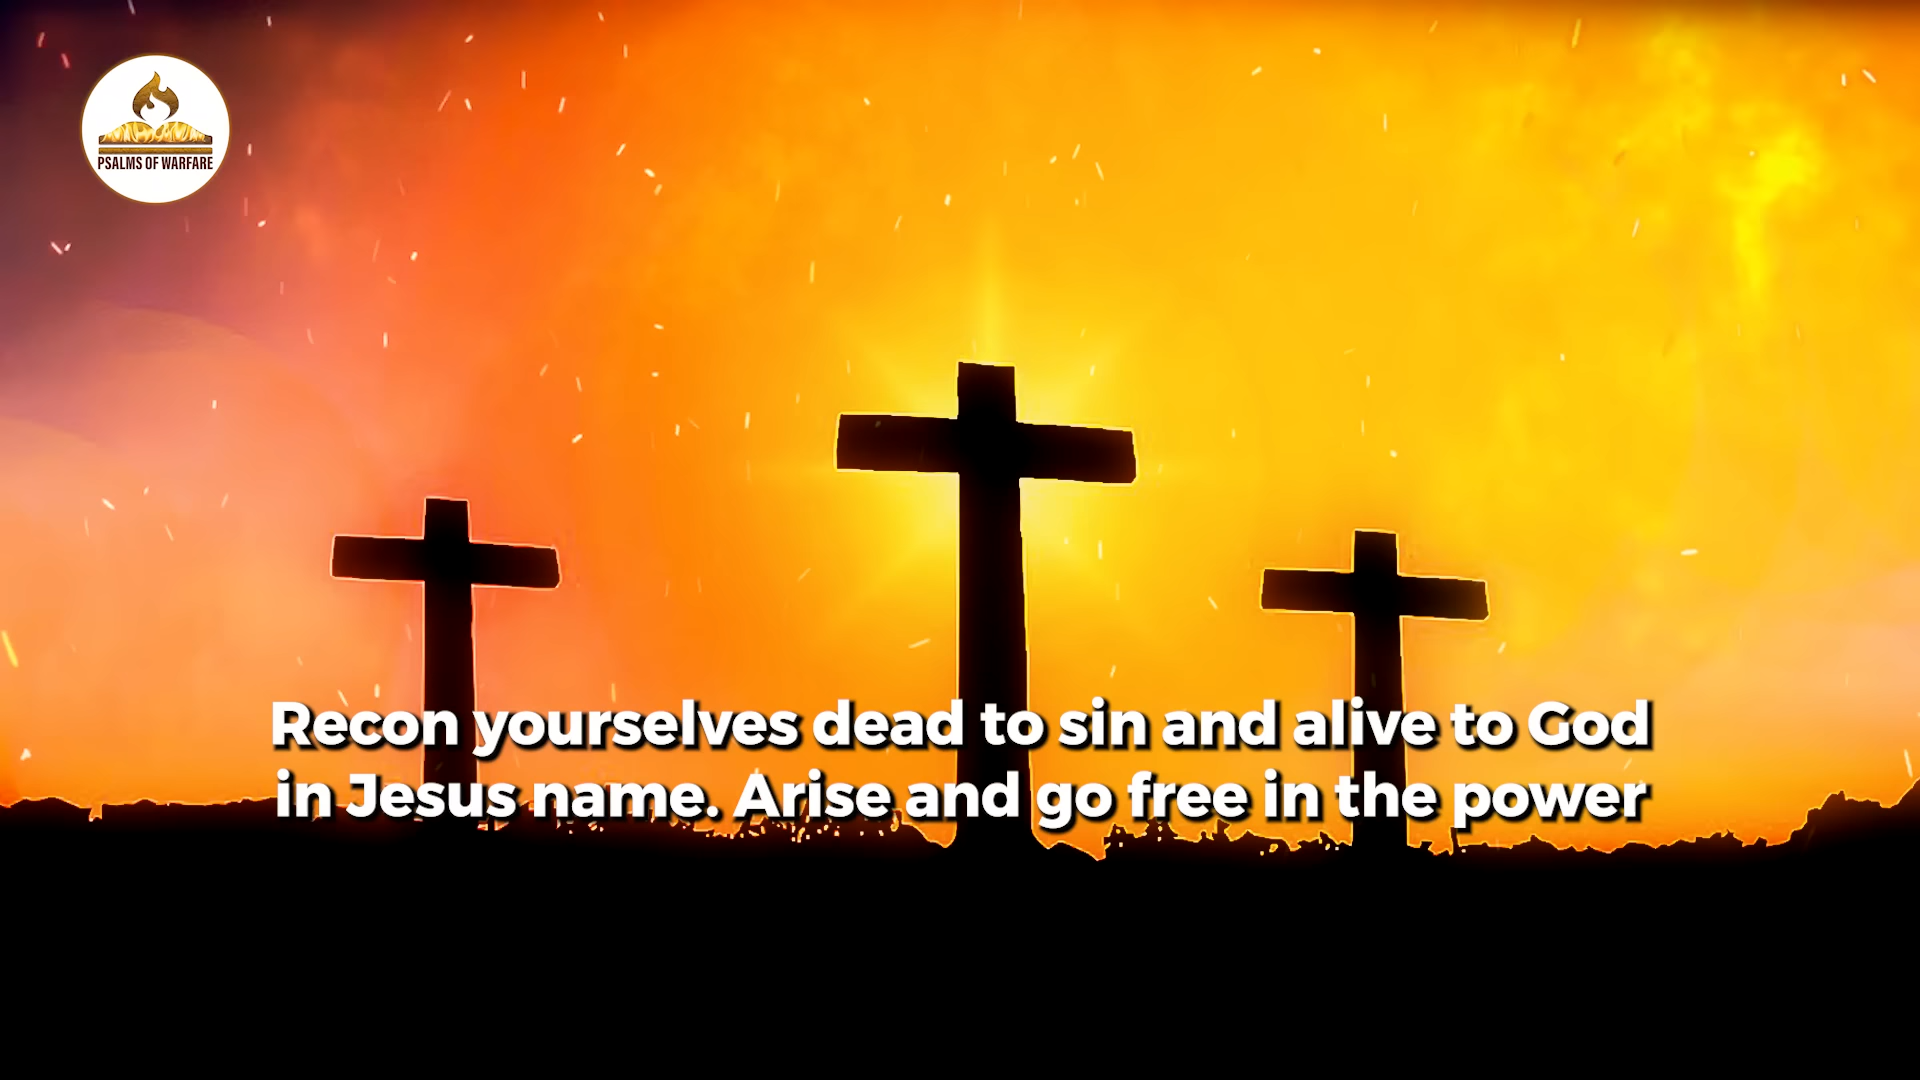 PSALMS OF WARFARE
Recon yourselves dead to sin and alive to God
in Jesus name. Arise and go free in the power